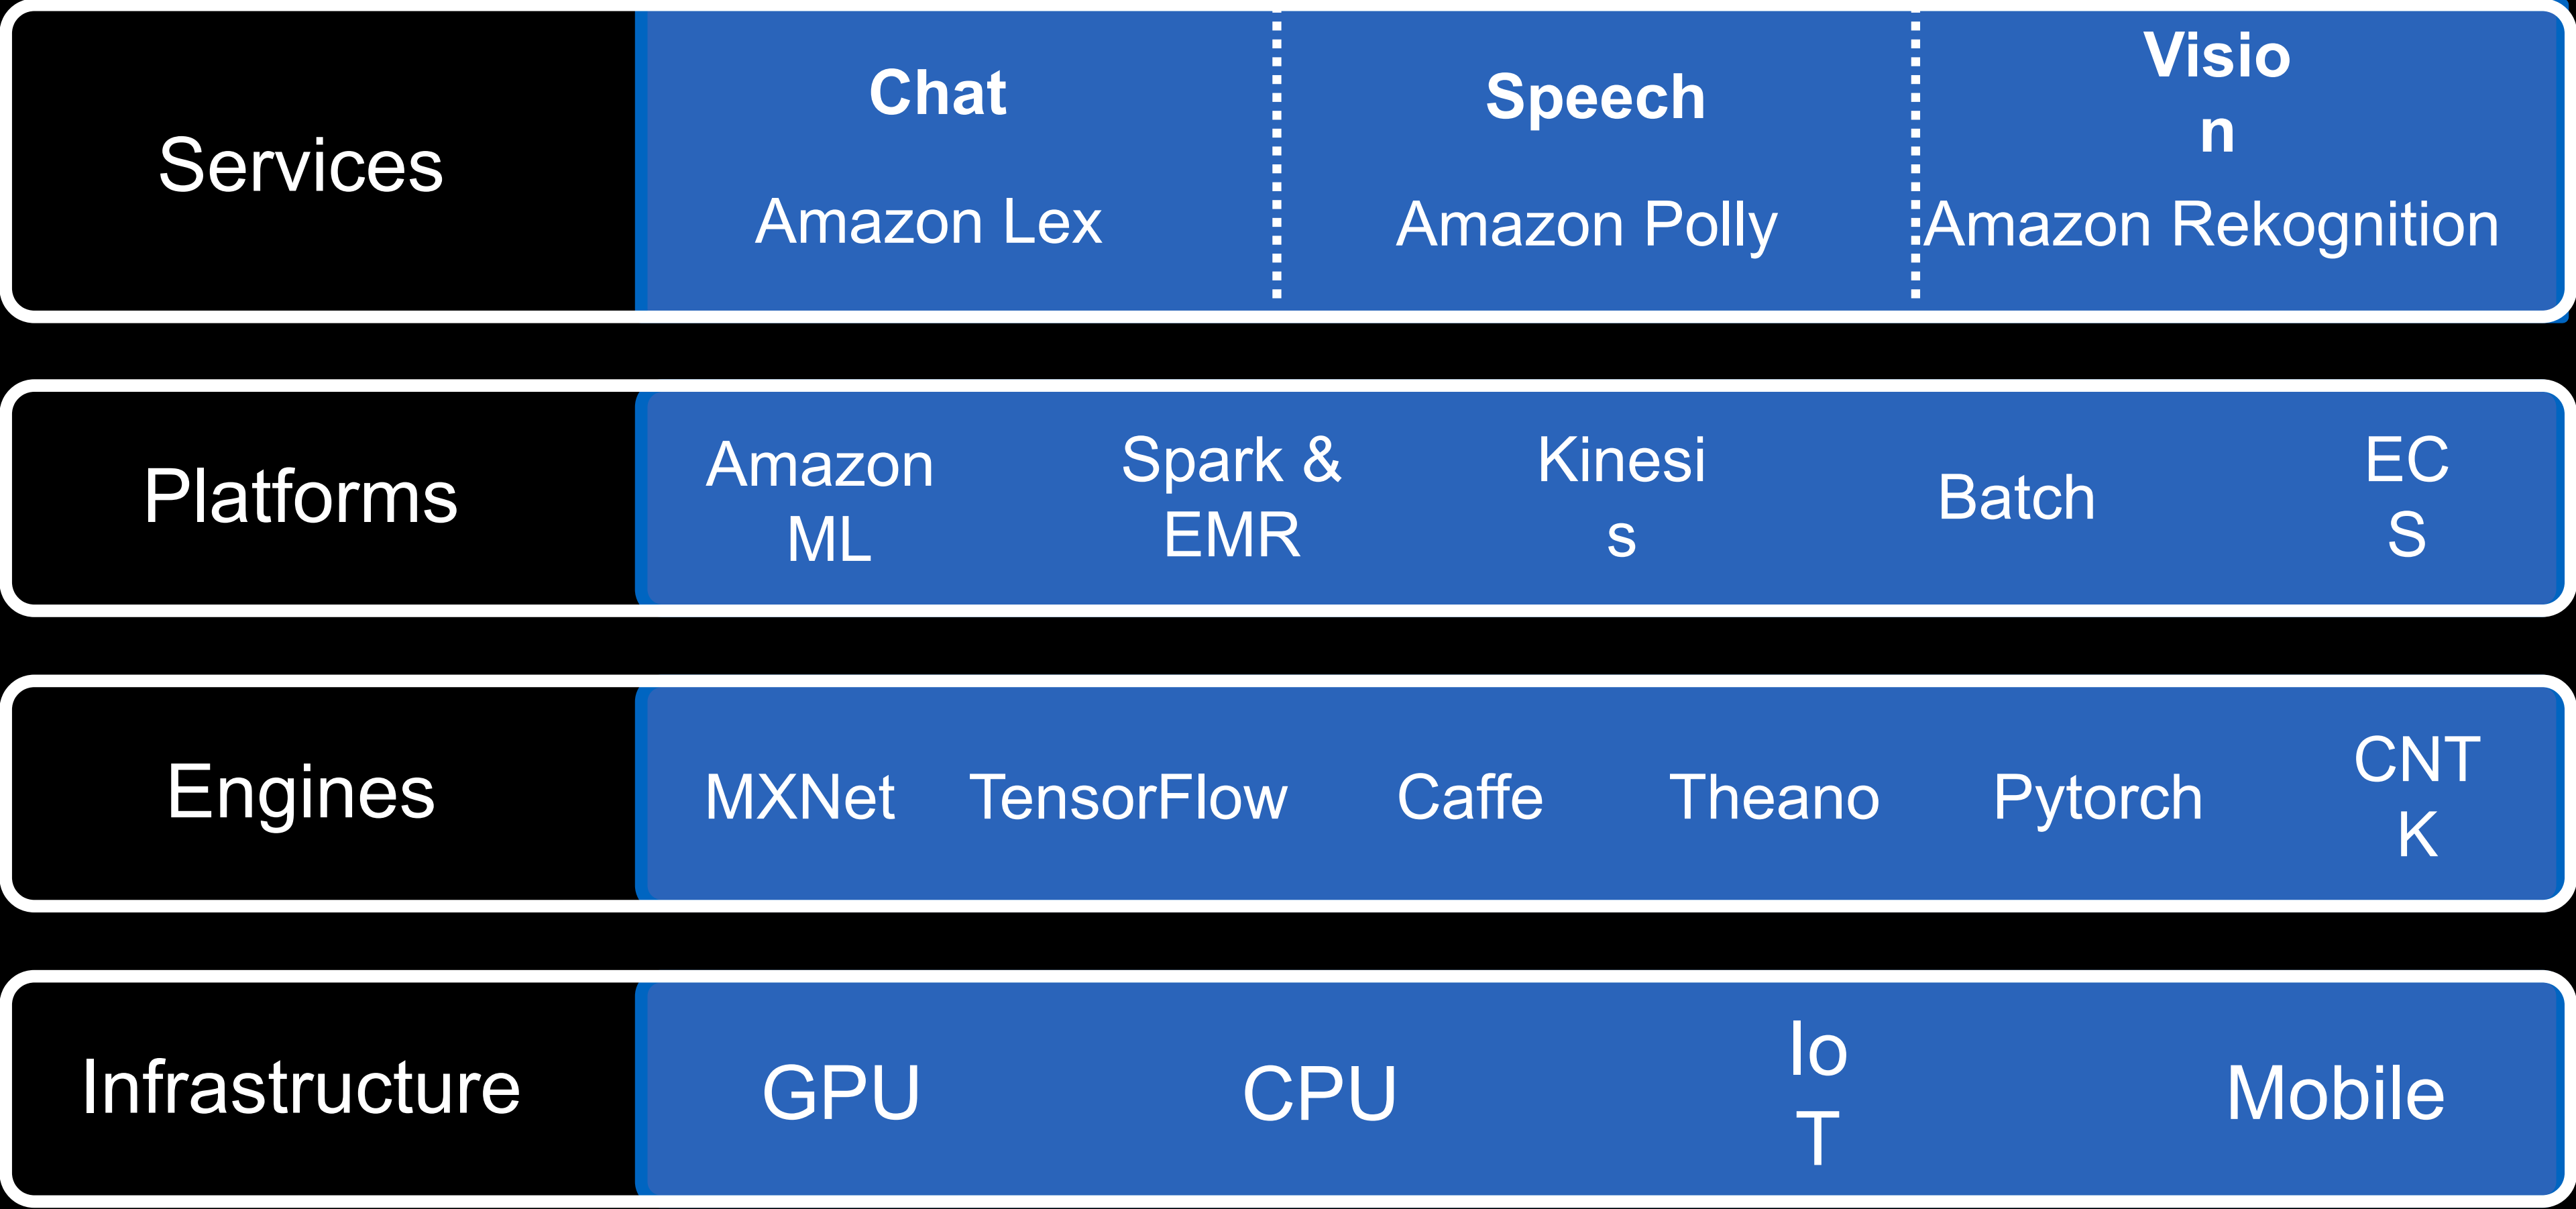 Services
Chat
Amazon Lex
Speech
Amazon Polly
Visio
n
Amazon Rekognition
Platforms
Amazon
ML
Spark &
EMR
Kinesi
s
Batch
EC
S
Engines
MXNet
TensorFlow
Caffe
Theano
Pytorch
CNT
K
Infrastructure
GPU
CPU
Io
T
Mobile